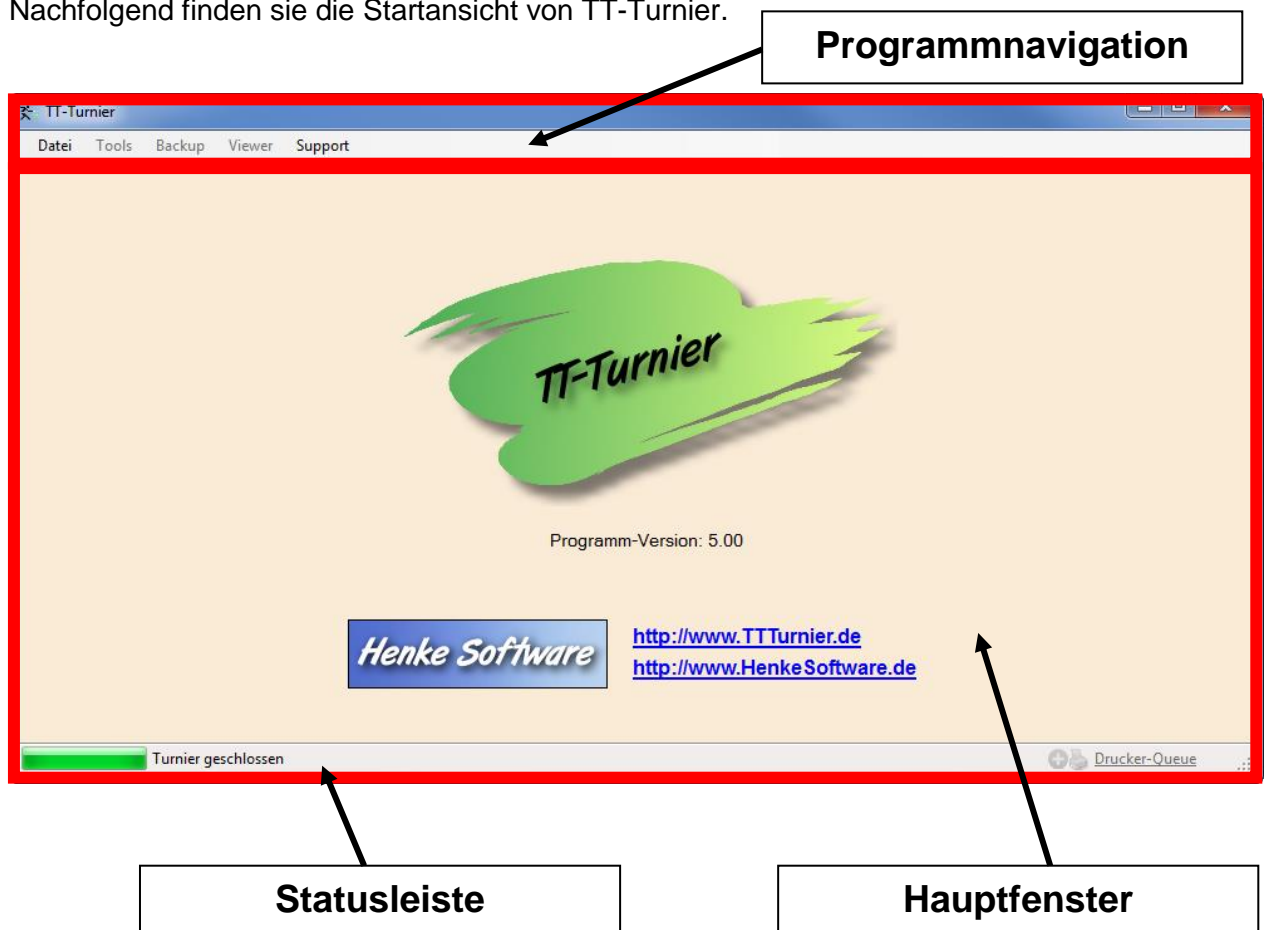 Nachfolgend finden sie die Startansicht von TT-Turnier.
Programmnavigation
TT-Turnier
Datei Tools Backup Viewer Support
TT-Turnier
Programm-Version: 5.00
Henke Software
http://www.TTTurnier.de
http://www.HenkeSoftware.de
Turnier geschlossen
Drucker-Queue
Statusleiste
Hauptfenster